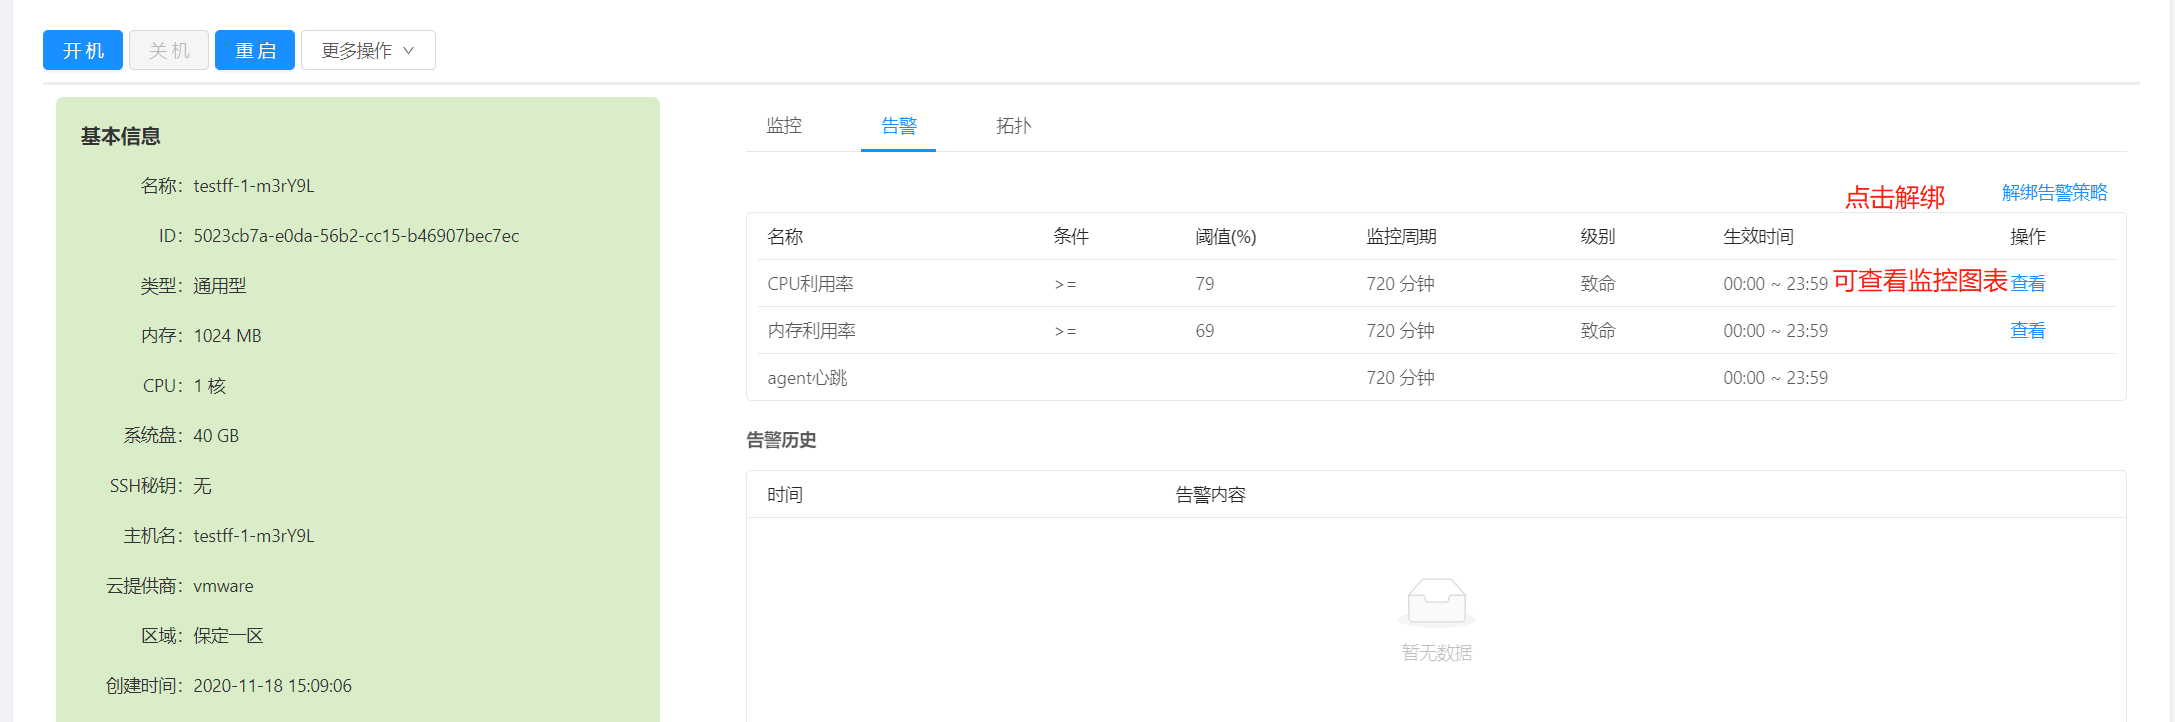 开机 关机 重启 更多操作
基本信息
名称：testff-1-m3rY9L
ID：5023cb7a-e0da-56b2-cc15-b46907bec7ec
类型：通用型
内存：1024 MB
CPU：1 核
系统盘：40 GB
SSH秘钥：无
主机名：testff-1-m3rY9L
云提供商：vmware
区域：保定一区
创建时间：2020-11-18 15:09:06
监控 告警 拓扑
点击解绑 解绑告警策略
名称 条件 阈值(%) 监控周期 级别 生效时间 操作
CPU利用率 >= 79 720 分钟 致命 00:00 ~ 23:59 可查看监控图表 查看
内存利用率 >= 69 720 分钟 致命 00:00 ~ 23:59 查看
agent心跳 720 分钟 00:00 ~ 23:59
告警历史
时间 告警内容
暂无数据